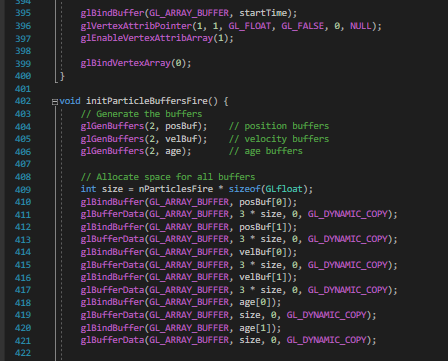 394
395 glBindBuffer(GL_ARRAY_BUFFER, startTime);
396 glVertexAttribPointer(1, 1, GL_FLOAT, GL_FALSE, 0, NULL);
397 glEnableVertexAttribArray(1);
398
399 glBindVertexArray(0);
400 }
401
402 void initParticleBuffersFire() {
403 // Generate the buffers
404 glGenBuffers(2, posBuf); // position buffers
405 glGenBuffers(2, velBuf); // velocity buffers
406 glGenBuffers(2, age); // age buffers
407
408 // Allocate space for all buffers
409 int size = nParticlesFire * sizeof(GLfloat);
410 glBindBuffer(GL_ARRAY_BUFFER, posBuf[0]);
411 glBufferData(GL_ARRAY_BUFFER, 3 * size, 0, GL_DYNAMIC_COPY);
412 glBindBuffer(GL_ARRAY_BUFFER, posBuf[1]);
413 glBufferData(GL_ARRAY_BUFFER, 3 * size, 0, GL_DYNAMIC_COPY);
414 glBindBuffer(GL_ARRAY_BUFFER, velBuf[0]);
415 glBufferData(GL_ARRAY_BUFFER, 3 * size, 0, GL_DYNAMIC_COPY);
416 glBindBuffer(GL_ARRAY_BUFFER, velBuf[1]);
417 glBufferData(GL_ARRAY_BUFFER, 3 * size, 0, GL_DYNAMIC_COPY);
418 glBindBuffer(GL_ARRAY_BUFFER, age[0]);
419 glBufferData(GL_ARRAY_BUFFER, size, 0, GL_DYNAMIC_COPY);
420 glBindBuffer(GL_ARRAY_BUFFER, age[1]);
421 glBufferData(GL_ARRAY_BUFFER, size, 0, GL_DYNAMIC_COPY);
422